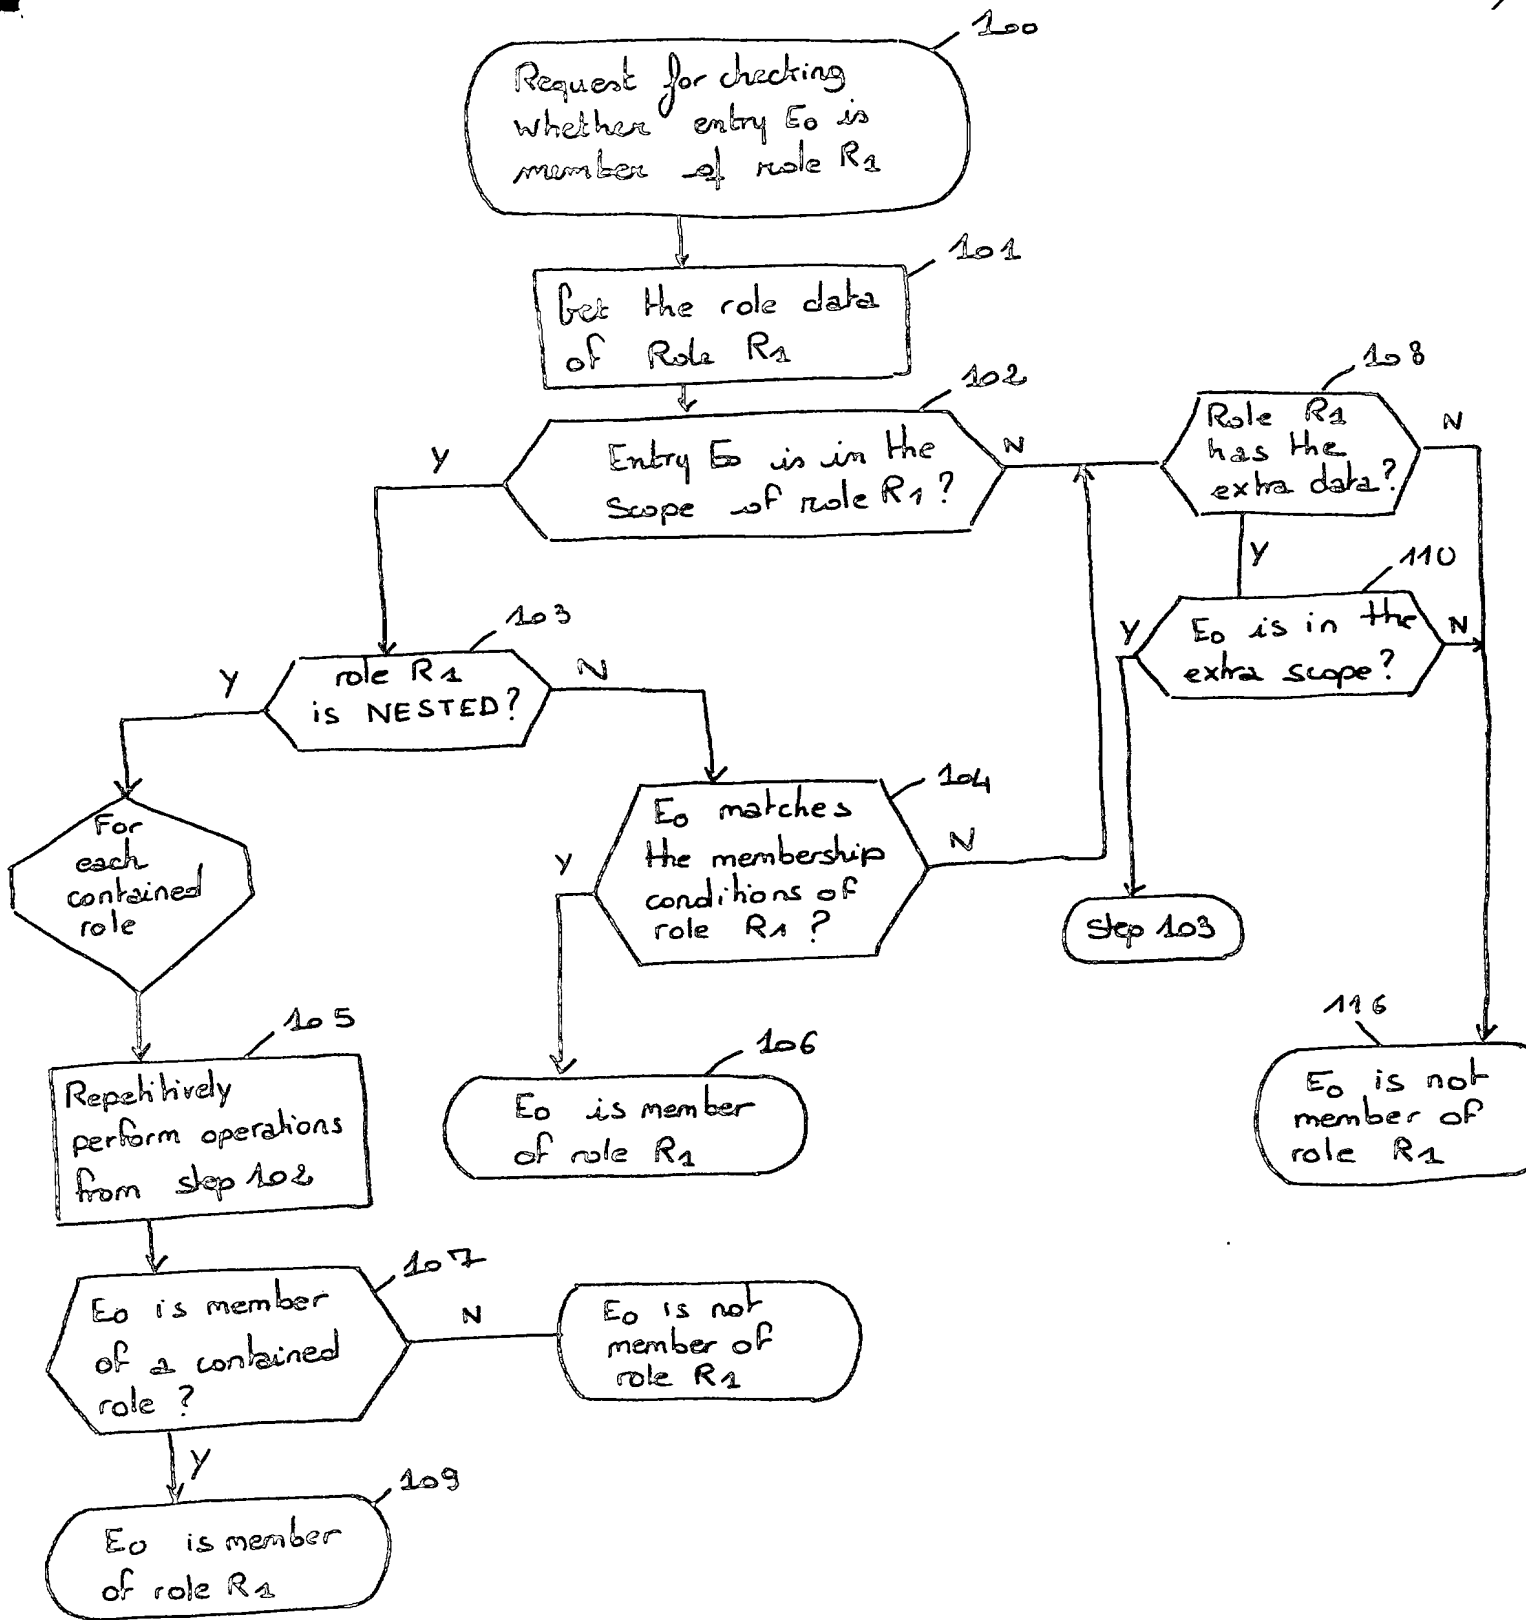 100
Request for checking
whether entry E0 is
member of role R1
101
Get the role data
of Role R1
102
Entry E0 is in the
scope of role R1?
Y
N
108
Role R1
has the
extra data?
N
Y
110
E0 is in the
extra scope?
Y
N
103
role R1
is NESTED?
Y
N
For
each
contained
role
104
E0 matches
the membership
conditions of
role R1?
Y
N
step 103
105
Repetitively
perform operations
from step 102
106
E0 is member
of role R1
116
E0 is not
member of
role R1
107
E0 is member
of a contained
role?
N
E0 is not
member of
role R1
Y
109
E0 is member
of role R1